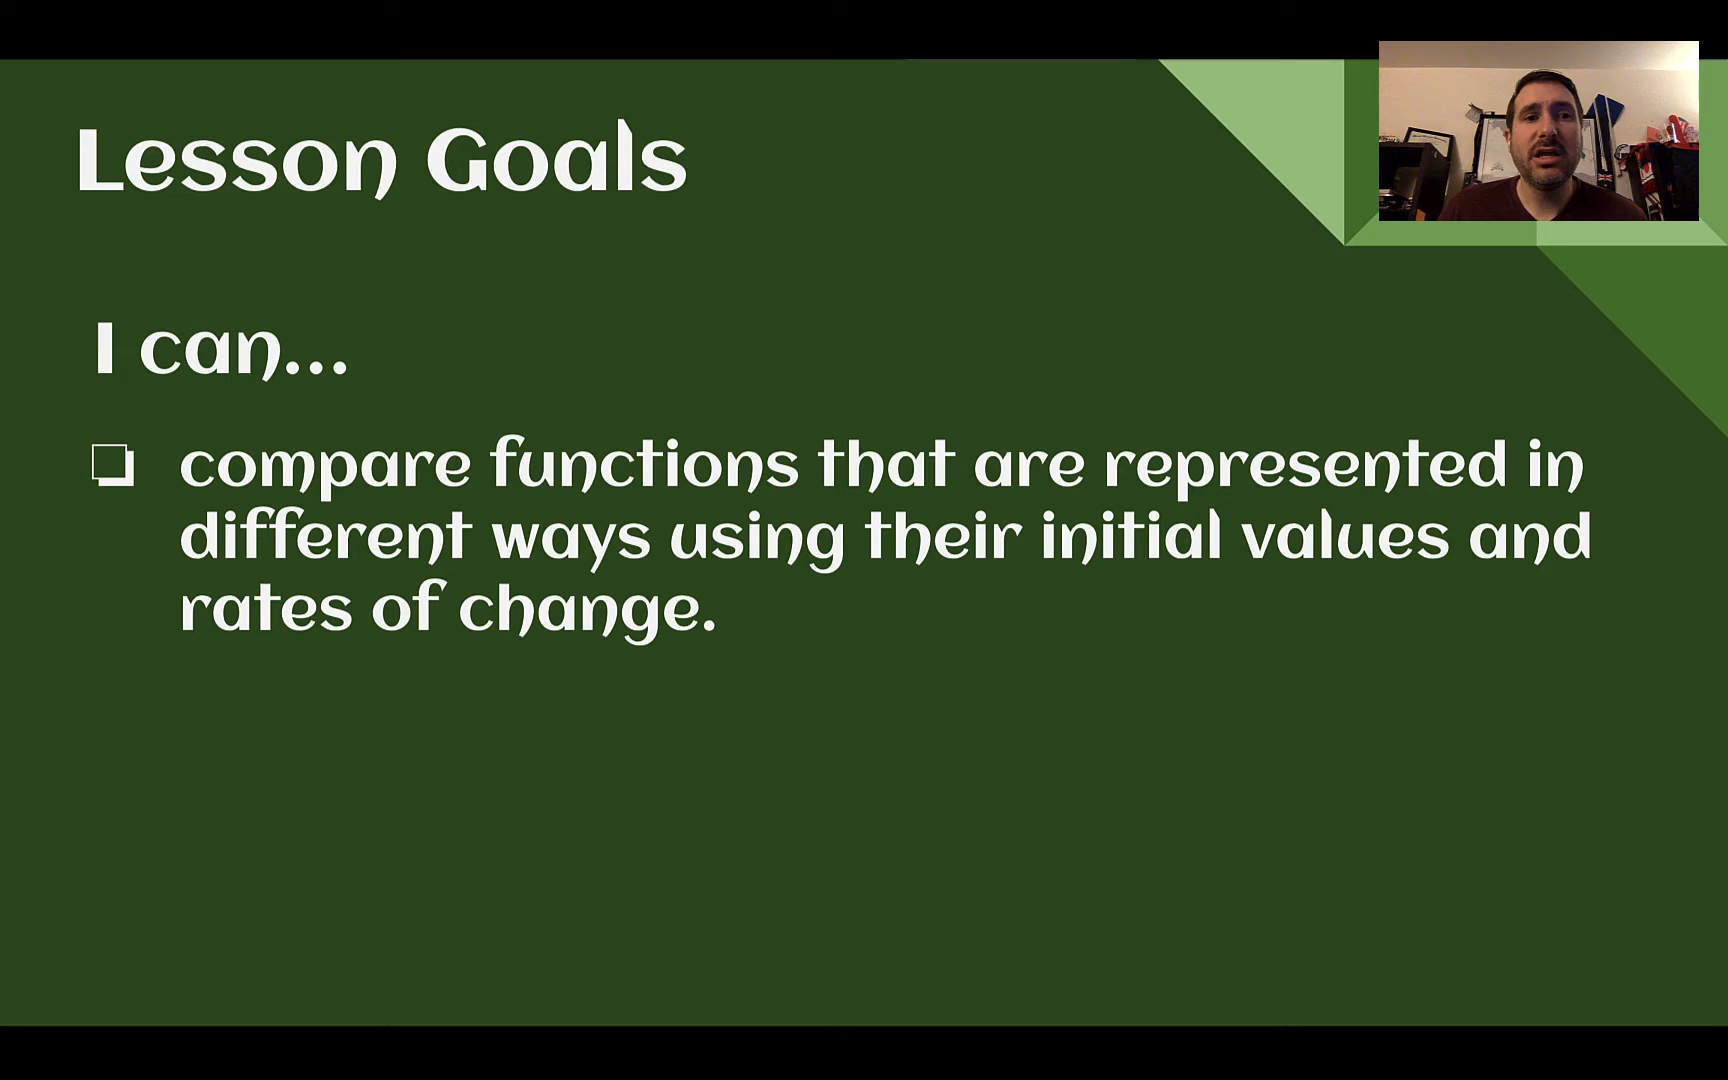 Lesson Goals
I can...
compare functions that are represented in
different ways using their initial values and
rates of change.